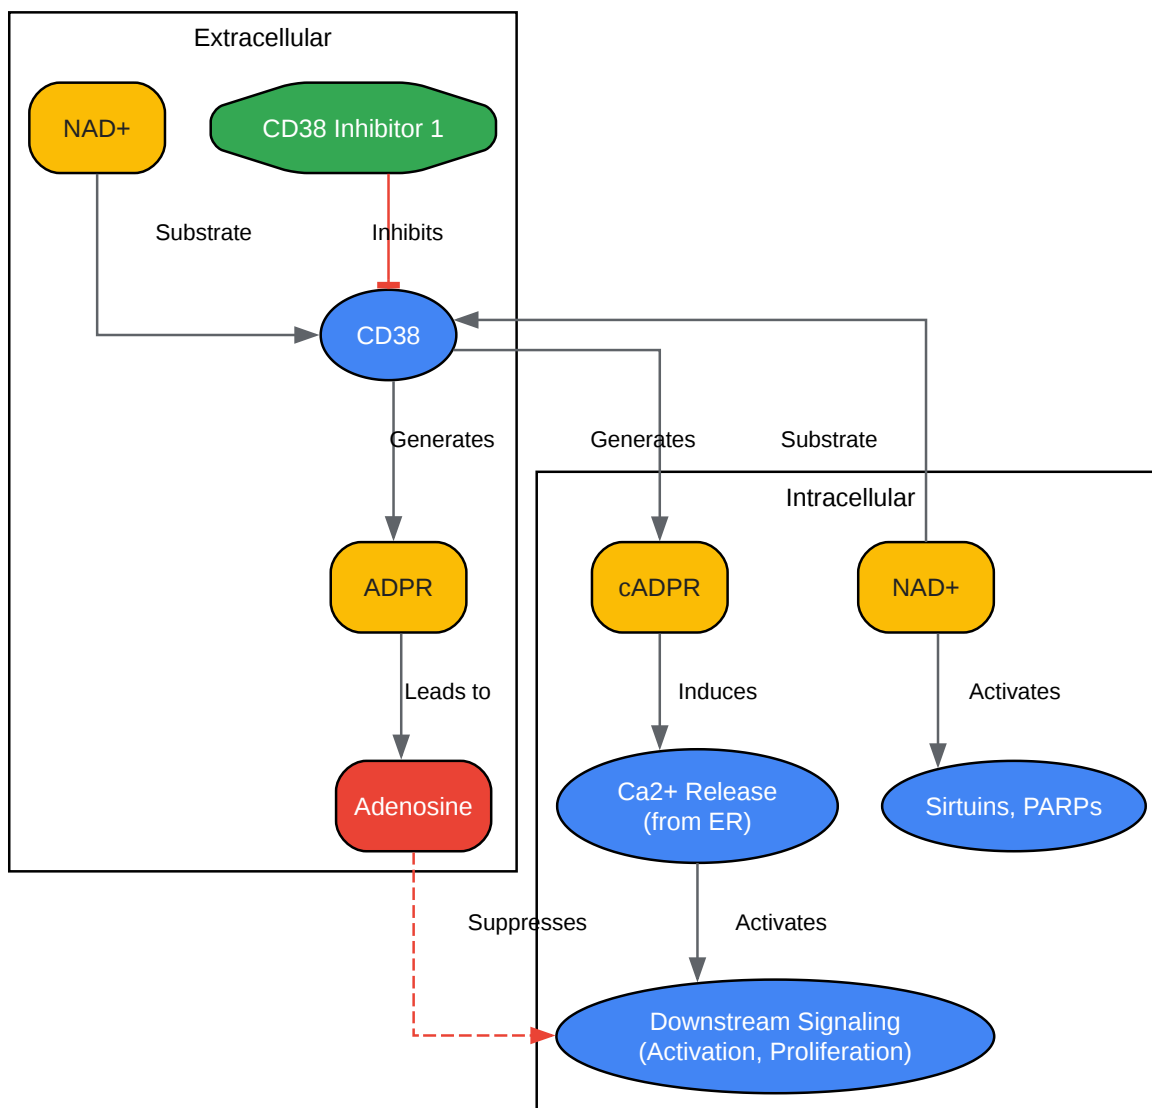 Extracellular
NAD+
CD38 Inhibitor 1
Substrate
Inhibits
CD38
Generates
Generates
Substrate
Intracellular
ADPR
cADPR
NAD+
Leads to
Induces
Activates
Adenosine
Ca2+ Release
(from ER)
Sirtuins, PARPs
Suppresses
Activates
Downstream Signaling
(Activation, Proliferation)